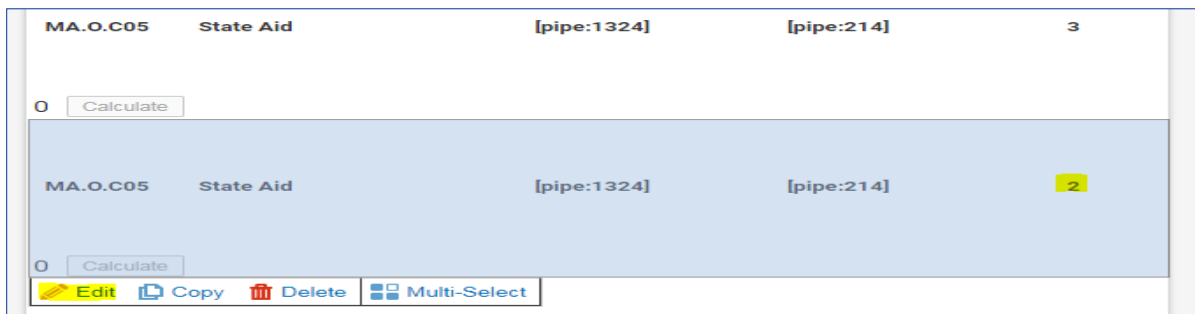 MA.O.C05 State Aid [pipe:1324] [pipe:214] 3
0 Calculate
MA.O.C05 State Aid [pipe:1324] [pipe:214] 2
0 Calculate
Edit Copy Delete Multi-Select